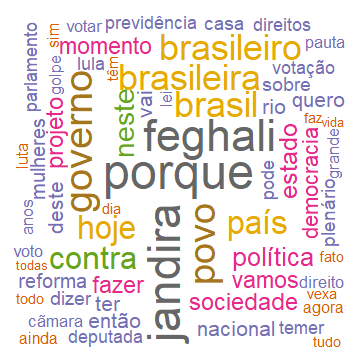 votar previdência casa direitos
momento brasileiro pauta
parlamento
golpe
sim
lula
têm
brasileira votação
vai
lei
brasil sobre
rio quero
projeto
governo
neste
feghali
faz
vida
luta
mulheres
porque
pode
estado
democracia
plenário
grandes
anos
deste
dia
hoje
jandira
povo
país
voto contra
todas
política fato
reforma fazer
vamos direito
todo dizer ter
sociedade vexa
agora
câmara então
nacional temer
ainda deputada
tudo